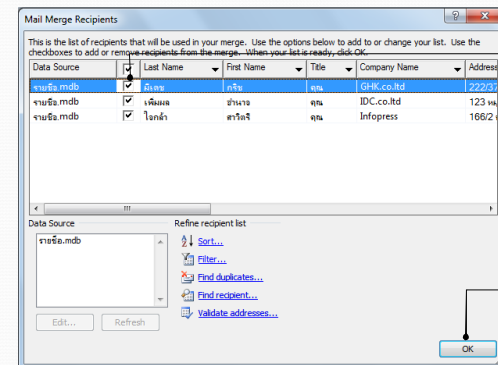 Mail Merge Recipients
This is the list of recipients that will be used in your merge. Use the options below to add to or change your list. Use the
checkboxes to add or remove recipients from the merge. When your list is ready, click OK.
Data Source Last Name First Name Title Company Name Address
รายชื่อ.mdb กริช คุณ GHK.co.ltd 222/37
รายชื่อ.mdb เพิ่มผล ชำนาจ คุณ IDC.co.ltd 123
รายชื่อ.mdb ใจกล้า สาวิตรี คุณ Infopress 166/2
Data Source
Refine recipient list
รายชื่อ.mdb
Sort...
Filter...
Find duplicates...
Find recipient...
Validate addresses...
Edit... Refresh
OK